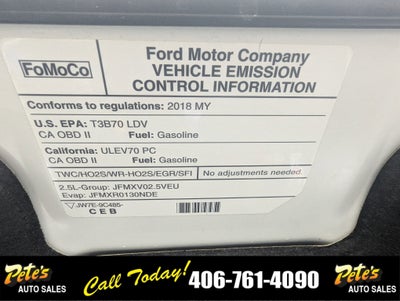 FoMoCo
Ford Motor Company
VEHICLE EMISSION
CONTROL INFORMATION
Conforms to regulations: 2018 MY
U.S. EPA: T3B70 LDV
CA OBD II Fuel: Gasoline
California: ULEV70 PC
CA OBD II Fuel: Gasoline
TWC/HO2S/WR-HO2S/EGR/SFI No adjustments needed.
2.5L-Group: JFMXV02.5VEU
Evap: JFMXR0130NDE
JW7E-9C485-
CEB
Pete's
AUTO SALES
Call Today! 406-761-4090
Pete's
AUTO SALES